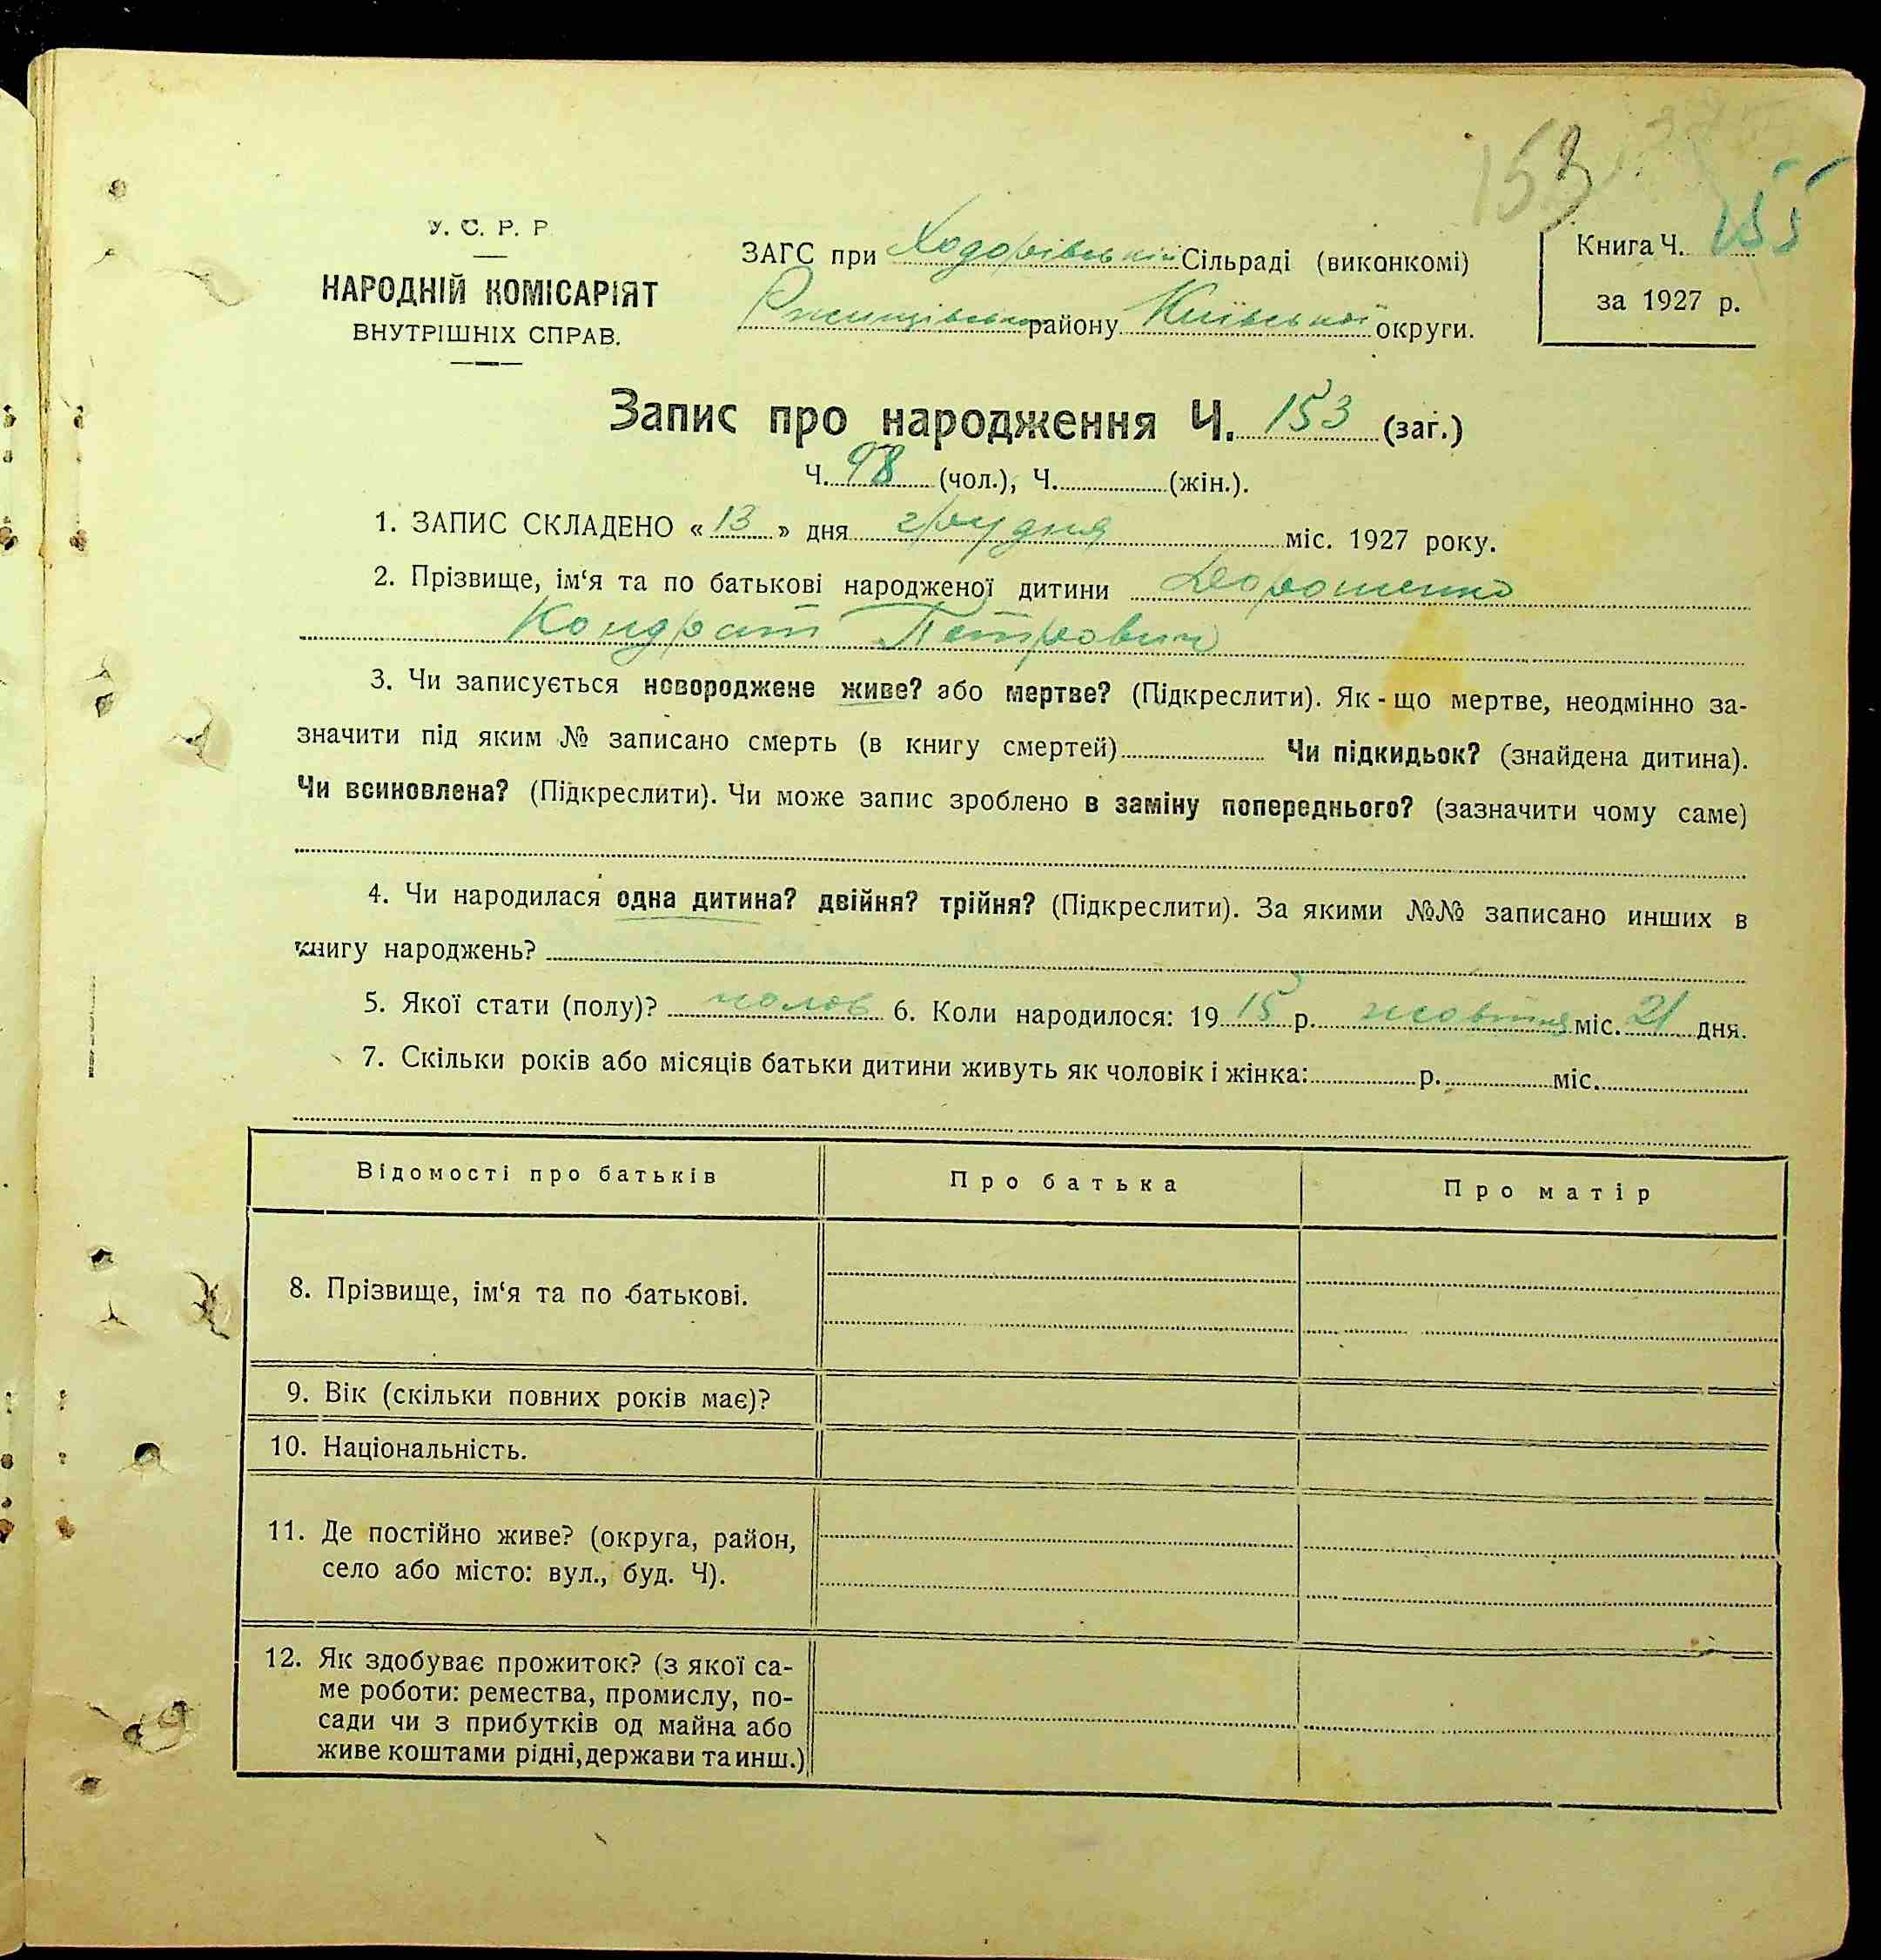 153
155
У. С. Р. Р.
НАРОДНІЙ КОМІСАРІЯТ
ВНУТРІШНІХ СПРАВ.
ЗАГС при Ходорівській Сільраді (виконкомі)
Ржищівського району Київської округи.
Книга Ч.
за 1927 р.
Запис про народження Ч. 153 (заг.)
Ч. 98 (чол.), Ч. (жін.).
1. ЗАПИС СКЛАДЕНО « 13 » дня грудня міс. 1927 року.
2. Прізвище, ім‘я та по батькові народженої дитини Дорошенко
Кондрат Петрович
3. Чи записується новороджене живе? або мертве? (Підкреслити). Як-що мертве, неодмінно за-
значити під яким № записано смерть (в книгу смертей) Чи підкидьок? (знайдена дитина).
Чи всиновлена? (Підкреслити). Чи може запис зроблено в заміну попереднього? (зазначити чому саме)
4. Чи народилася одна дитина? двійня? трійня? (Підкреслити). За якими №№ записано инших в
книгу народжень?
5. Якої стати (полу)? чолов 6. Коли народилося: 19 15 р. жовтня міс. 21 дня.
7. Скільки років або місяців батьки дитини живуть як чоловік і жінка: р. міс.
Відомості про батьків Про батька Про матір
8. Прізвище, ім‘я та по батькові.
9. Вік (скільки повних років має)?
10. Національність.
11. Де постійно живе? (округа, район,
село або місто: вул., буд. Ч).
12. Як здобуває прожиток? (з якої са-
ме роботи: ремества, промислу, по-
сади чи з прибутків од майна або
живе коштами рідні, держави та инш.)